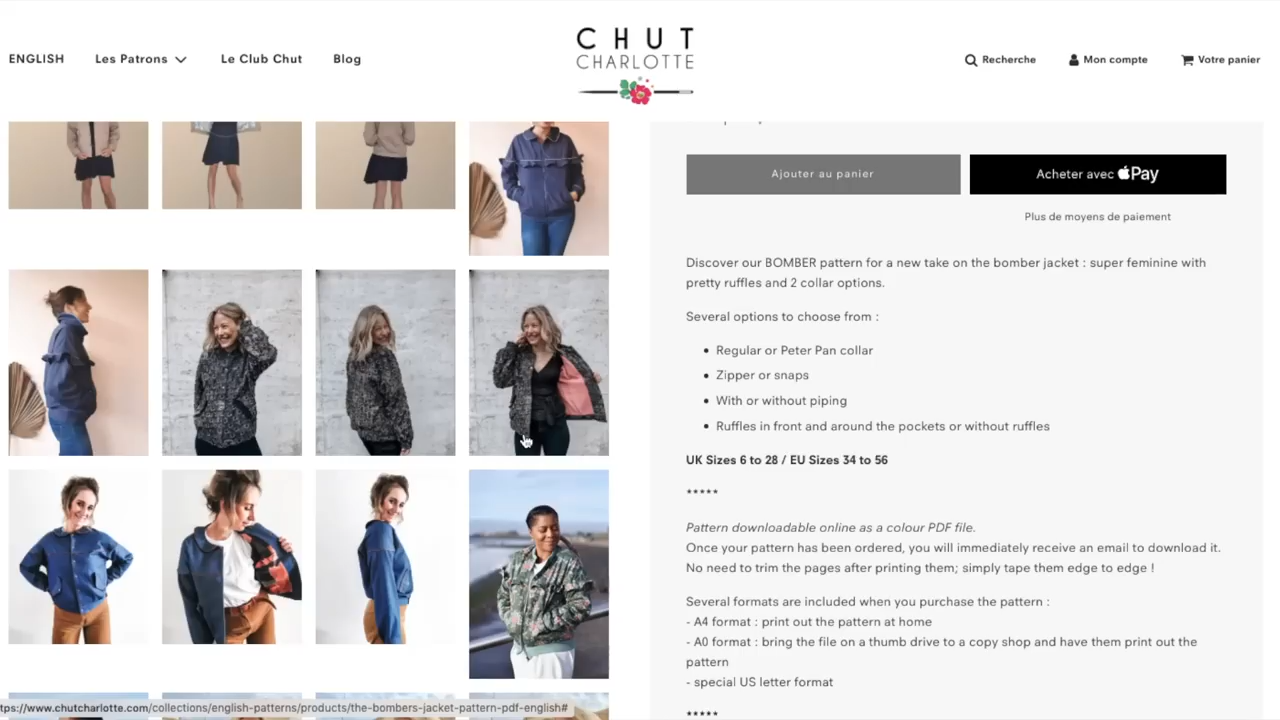 ENGLISH
Les Patrons
Le Club Chut
Blog
CHUT
CHARLOTTE
Recherche
Mon compte
Votre panier
Ajouter au panier
Acheter avec Pay
Plus de moyens de paiement
Discover our BOMBER pattern for a new take on the bomber jacket : super feminine with
pretty ruffles and 2 collar options.
Several options to choose from :
• Regular or Peter Pan collar
• Zipper or snaps
• With or without piping
• Ruffles in front and around the pockets or without ruffles
UK Sizes 6 to 28 / EU Sizes 34 to 56
*****
Pattern downloadable online as a colour PDF file.
Once your pattern has been ordered, you will immediately receive an email to download it.
No need to trim the pages after printing them; simply tape them edge to edge !
Several formats are included when you purchase the pattern :
- A4 format : print out the pattern at home
- A0 format : bring the file on a thumb drive to a copy shop and have them print out the
pattern
- special US letter format
*****
tps://www.chutcharlotte.com/collections/english-patterns/products/the-bombers-jacket-pattern-pdf-english#